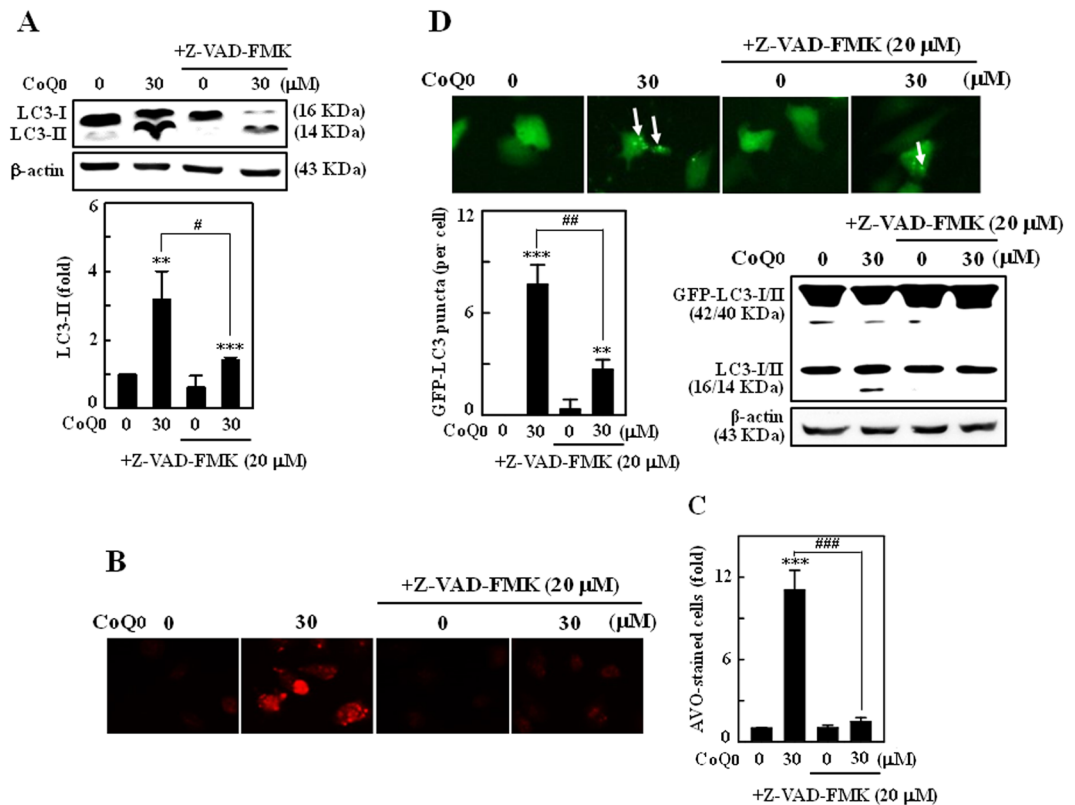 A
+Z-VAD-FMK
CoQ0 0 30 0 30 (μM)
LC3-I (16 KDa)
LC3-II (14 KDa)
β-actin (43 KDa)
6
4
2
1
0
LC3-II (fold)
#
** ***
CoQ0 0 30 0 30
+Z-VAD-FMK (20 μM)
D
+Z-VAD-FMK (20 μM)
CoQ0 0 30 0 30 (μM)
12
6
0
GFP-LC3 puncta (per cell)
##
*** **
CoQ0 0 30 0 30 (μM)
+Z-VAD-FMK (20 μM)
+Z-VAD-FMK (20 μM)
CoQ0 0 30 0 30 (μM)
GFP-LC3-I/II
(42/40 KDa)
LC3-I/II
(16/14 KDa)
β-actin
(43 KDa)
B
+Z-VAD-FMK (20 μM)
CoQ0 0 30 0 30 (μM)
C
12
6
0
AVO-stained cells (fold)
###
***
CoQ0 0 30 0 30 (μM)
+Z-VAD-FMK (20 μM)